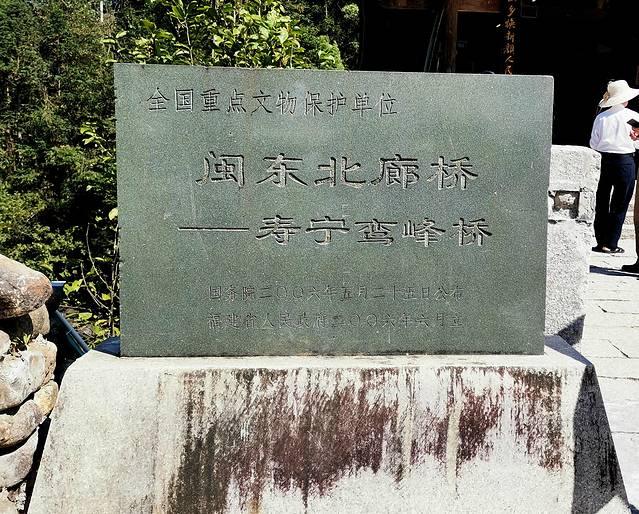 全国重点文物保护单位
闽东北廊桥
——寿宁鸾峰桥
国务院二〇〇六年五月二十五日公布
福建省人民政府二〇〇六年六月立